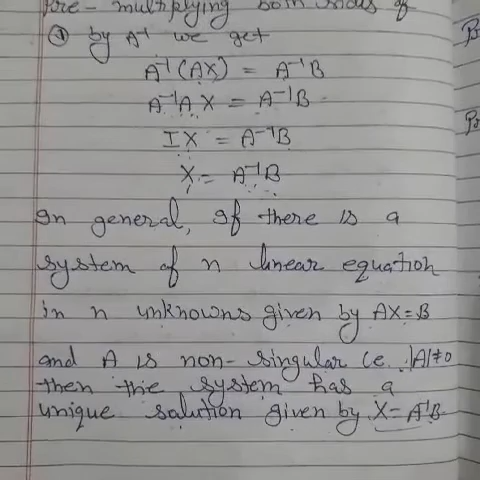 pre-multiplying both sides of
① by A⁻¹ we get
A⁻¹(AX) = A⁻¹B
A⁻¹A X = A⁻¹B
IX = A⁻¹B
X = A⁻¹B
In general, if there is a
system of n linear equation
in n unknowns given by AX=B
and A is non-singular i.e. |A|≠0
then the system has a
unique solution given by X = A⁻¹B